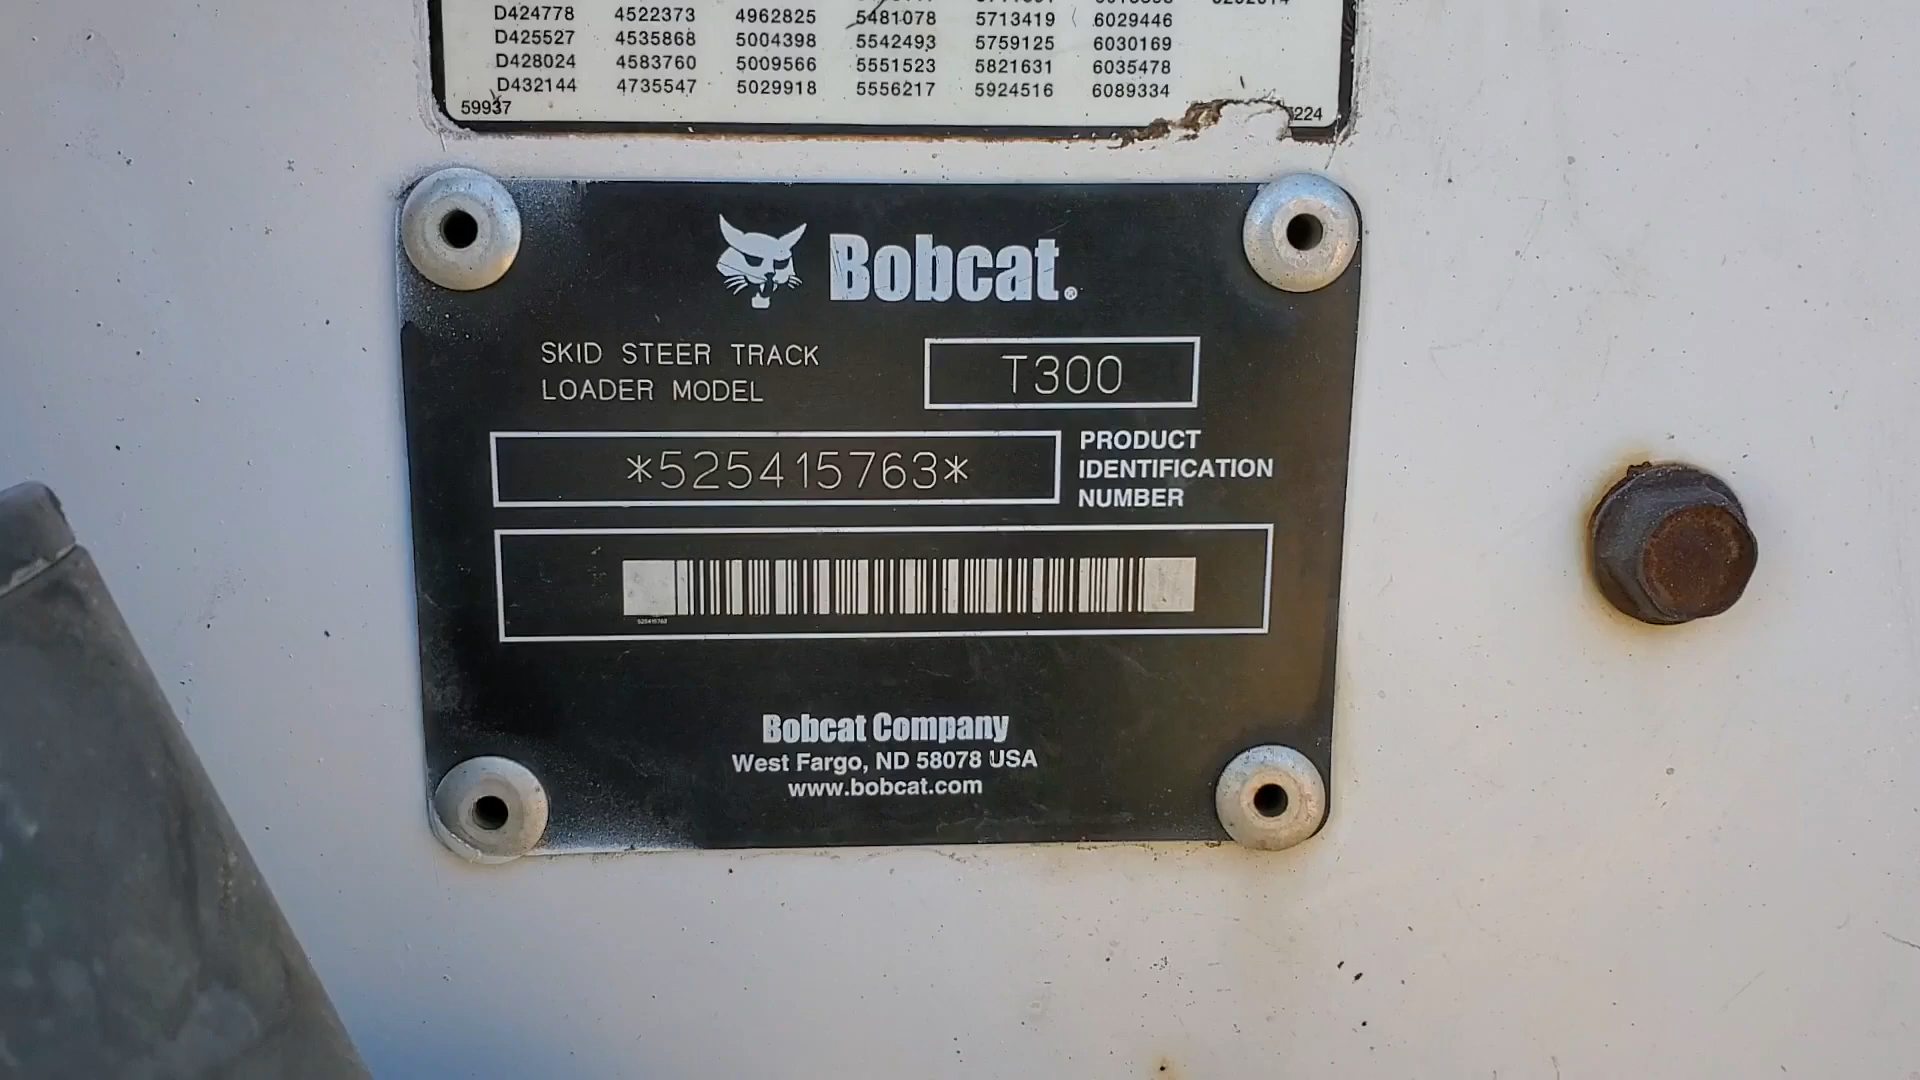 D424778 4522373 4962825 5481078 5713419 6029446
D425527 4535868 5004398 5542493 5759125 6030169
D428024 4583760 5009566 5551523 5821631 6035478
D432144 4735547 5029918 5556217 5924516 6089334
59937
Bobcat®
SKID STEER TRACK
LOADER MODEL
T300
*525415763*
PRODUCT
IDENTIFICATION
NUMBER
525415763
Bobcat Company
West Fargo, ND 58078 USA
www.bobcat.com